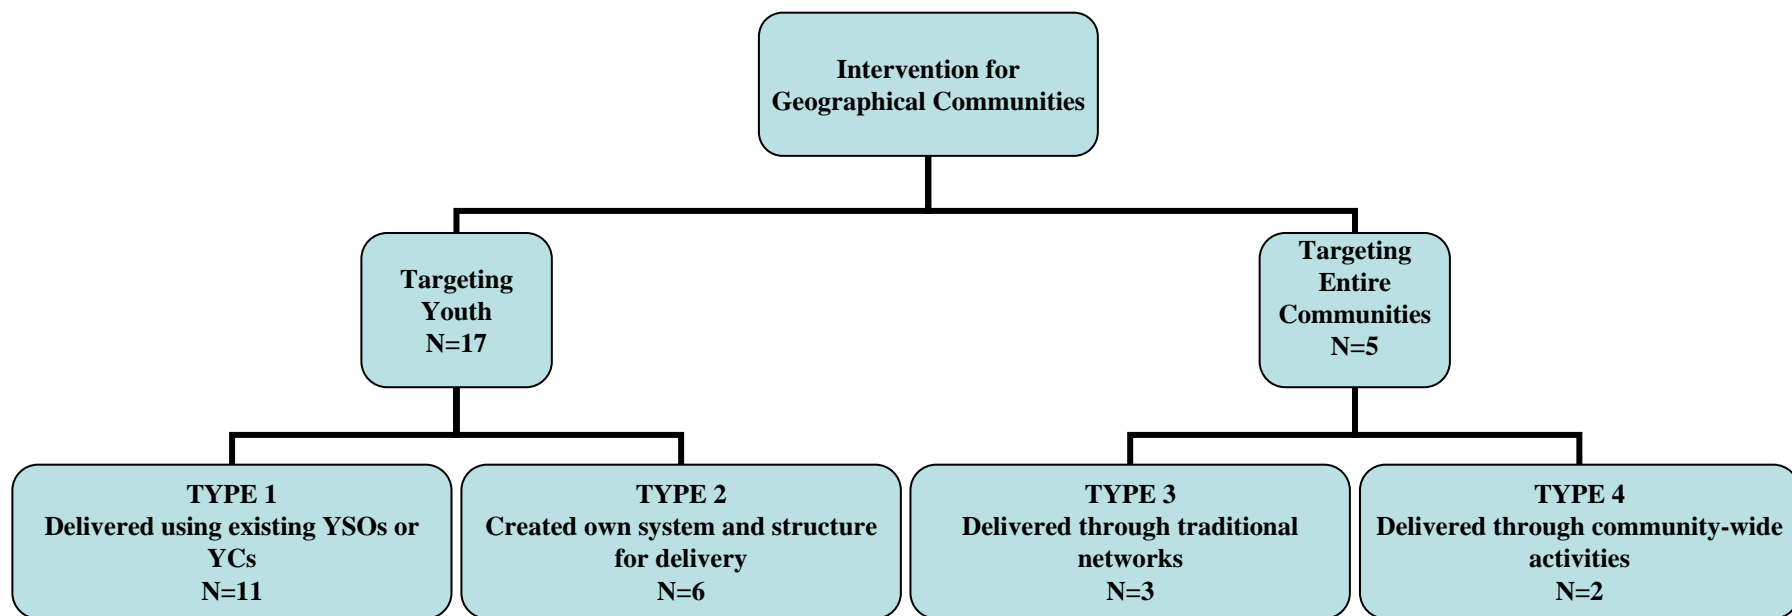 Intervention for
Geographical Communities
Targeting
Youth
N=17
Targeting
Entire
Communities
N=5
TYPE 1
Delivered using existing YSOs or
YCs
N=11
TYPE 2
Created own system and structure
for delivery
N=6
TYPE 3
Delivered through traditional
networks
N=3
TYPE 4
Delivered through community-wide
activities
N=2